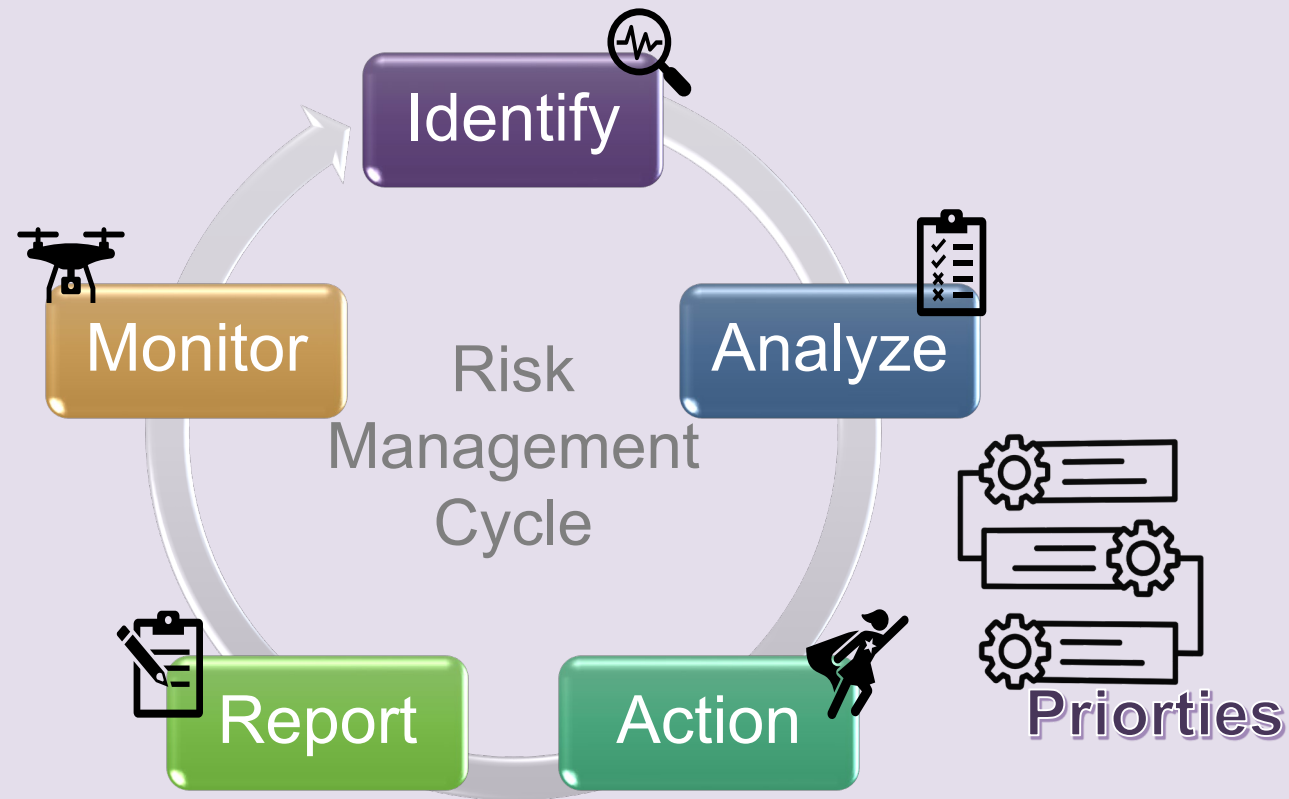 Identify
Analyze
Action
Report
Monitor
Risk
Management
Cycle
Priorties